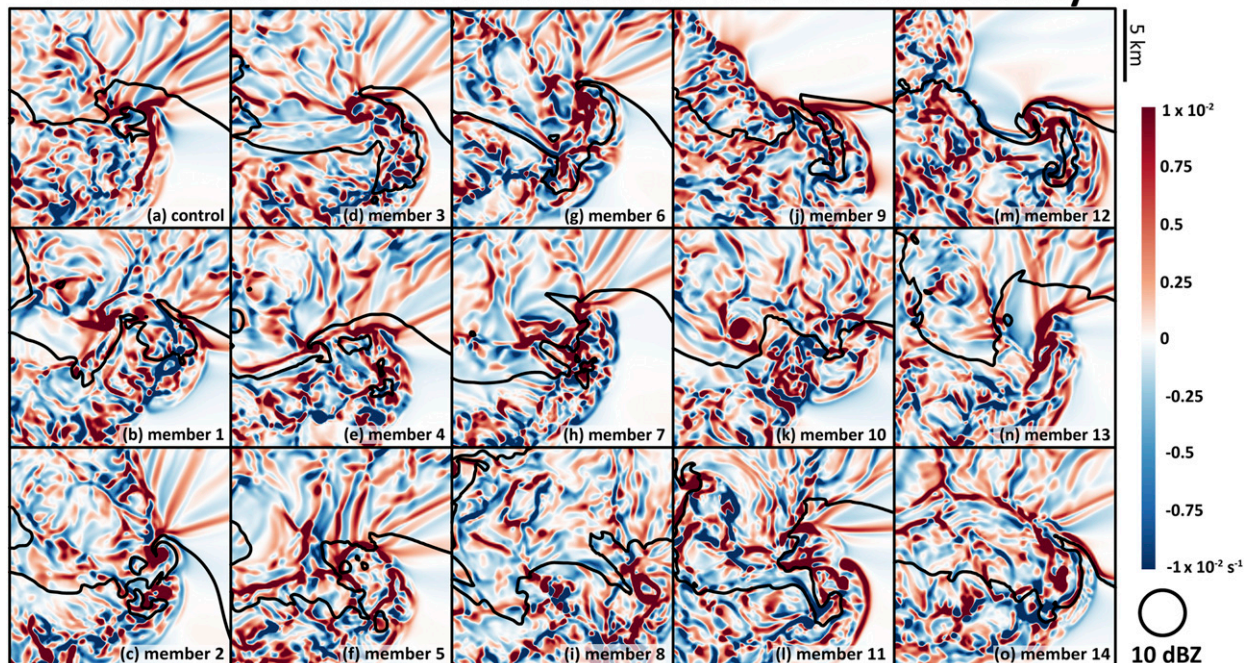 (a) control
(d) member 3
(g) member 6
(j) member 9
(m) member 12
(b) member 1
(e) member 4
(h) member 7
(k) member 10
(n) member 13
(c) member 2
(f) member 5
(i) member 8
(l) member 11
(o) member 14
5 km
1 x 10⁻²
0.75
0.5
0.25
0
-0.25
-0.5
-0.75
-1 x 10⁻² s⁻¹
10 dBZ